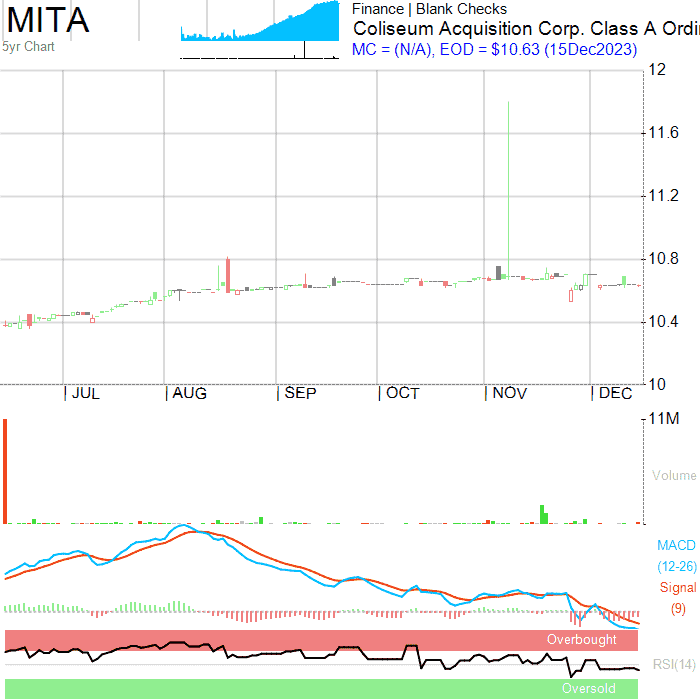 MITA
5yr Chart
Finance | Blank Checks
Coliseum Acquisition Corp. Class A Ordi
MC = (N/A), EOD = $10.63 (15Dec2023)
12
11.6
11.2
10.8
10.4
10
| JUL | AUG | SEP | OCT | NOV | DEC
11M
Volume
MACD
(12-26)
Signal
(9)
Overbought
RSI(14)
Oversold